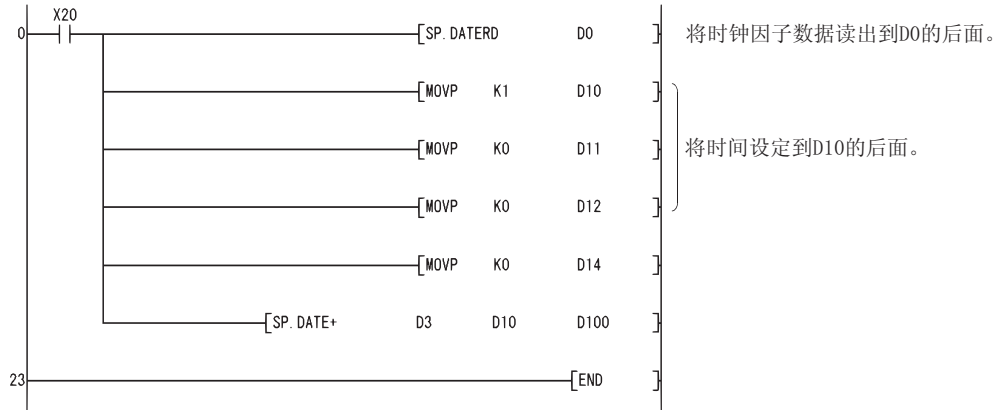 X20
0 SP.DATERD D0 将时钟因子数据读出到D0的后面。
MOVP K1 D10
MOVP K0 D11 将时间设定到D10的后面。
MOVP K0 D12
MOVP K0 D14
SP.DATE+ D3 D10 D100
23 END